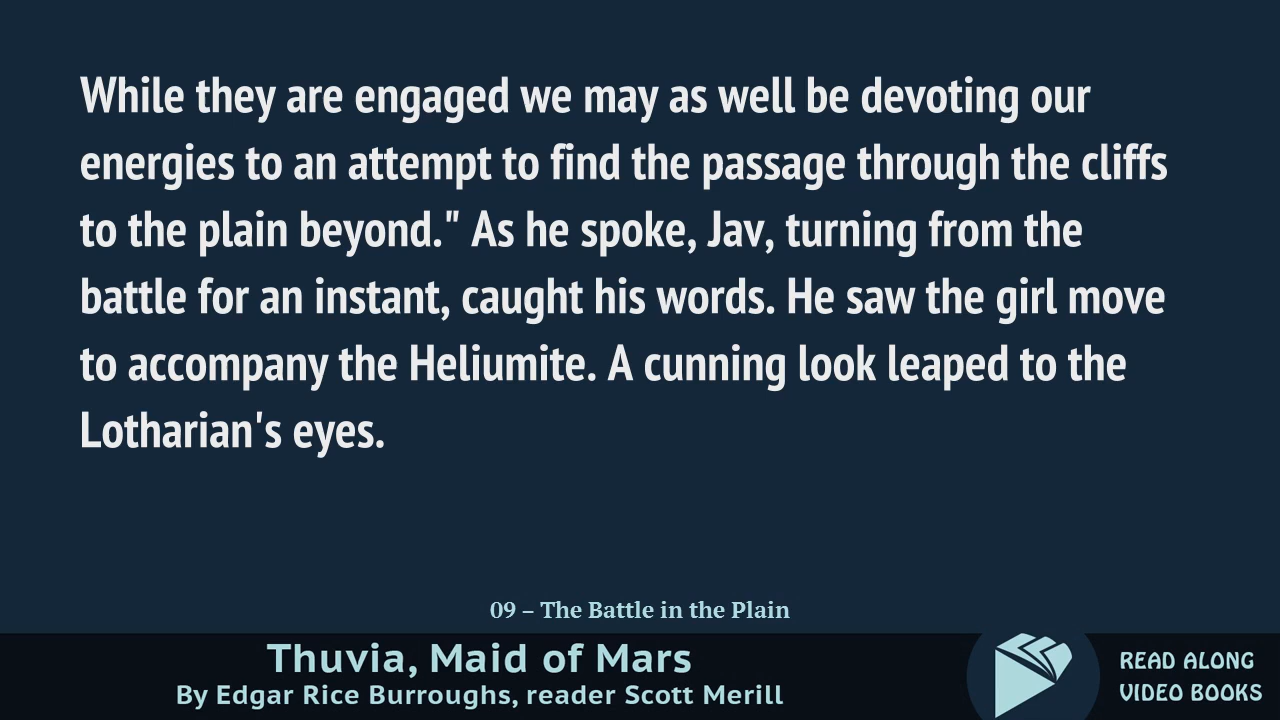 While they are engaged we may as well be devoting our
energies to an attempt to find the passage through the cliffs
to the plain beyond." As he spoke, Jav, turning from the
battle for an instant, caught his words. He saw the girl move
to accompany the Heliumite. A cunning look leaped to the
Lotharian's eyes.
09 – The Battle in the Plain
Thuvia, Maid of Mars
By Edgar Rice Burroughs, reader Scott Merill
READ ALONG
VIDEO BOOKS